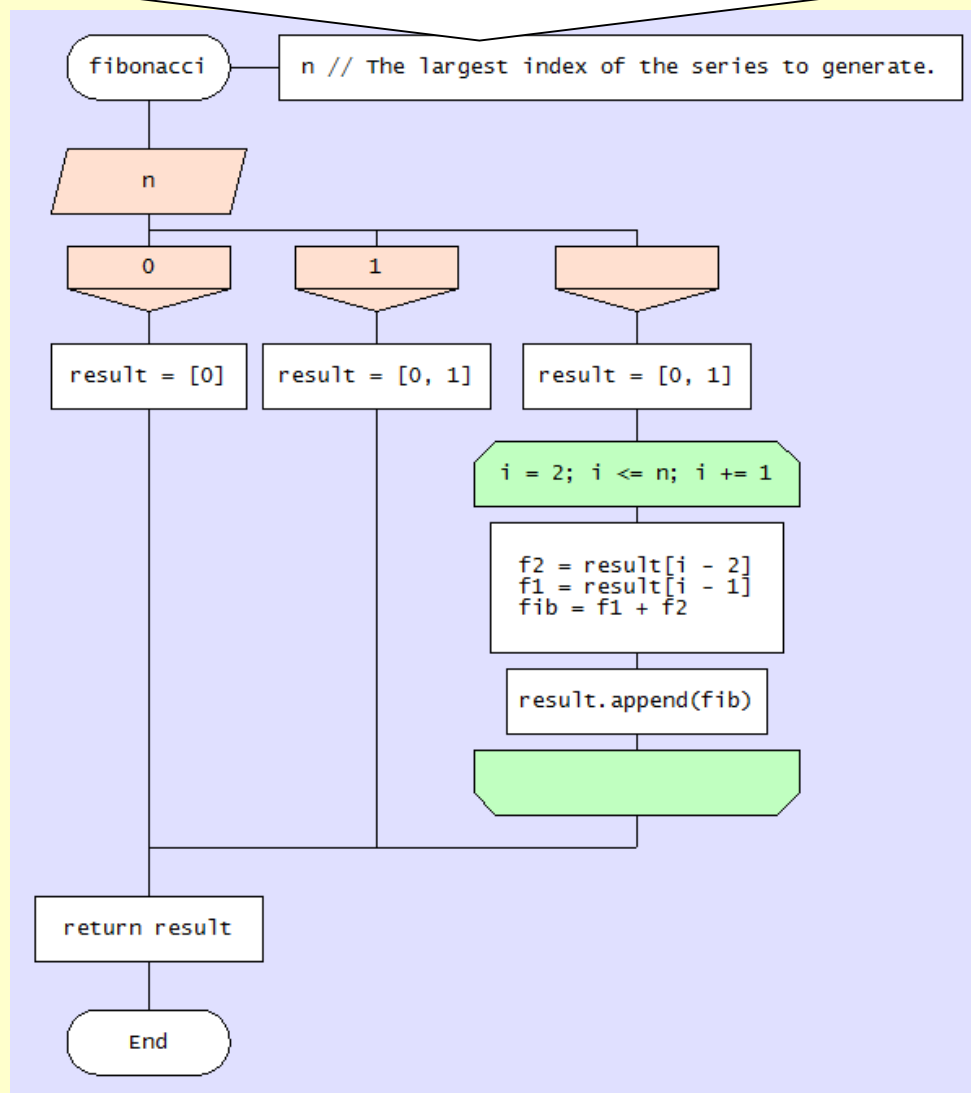 fibonacci
n // The largest index of the series to generate.
n
0
1
result = [0]
result = [0, 1]
result = [0, 1]
i = 2; i <= n; i += 1
f2 = result[i - 2]
f1 = result[i - 1]
fib = f1 + f2
result.append(fib)
return result
End